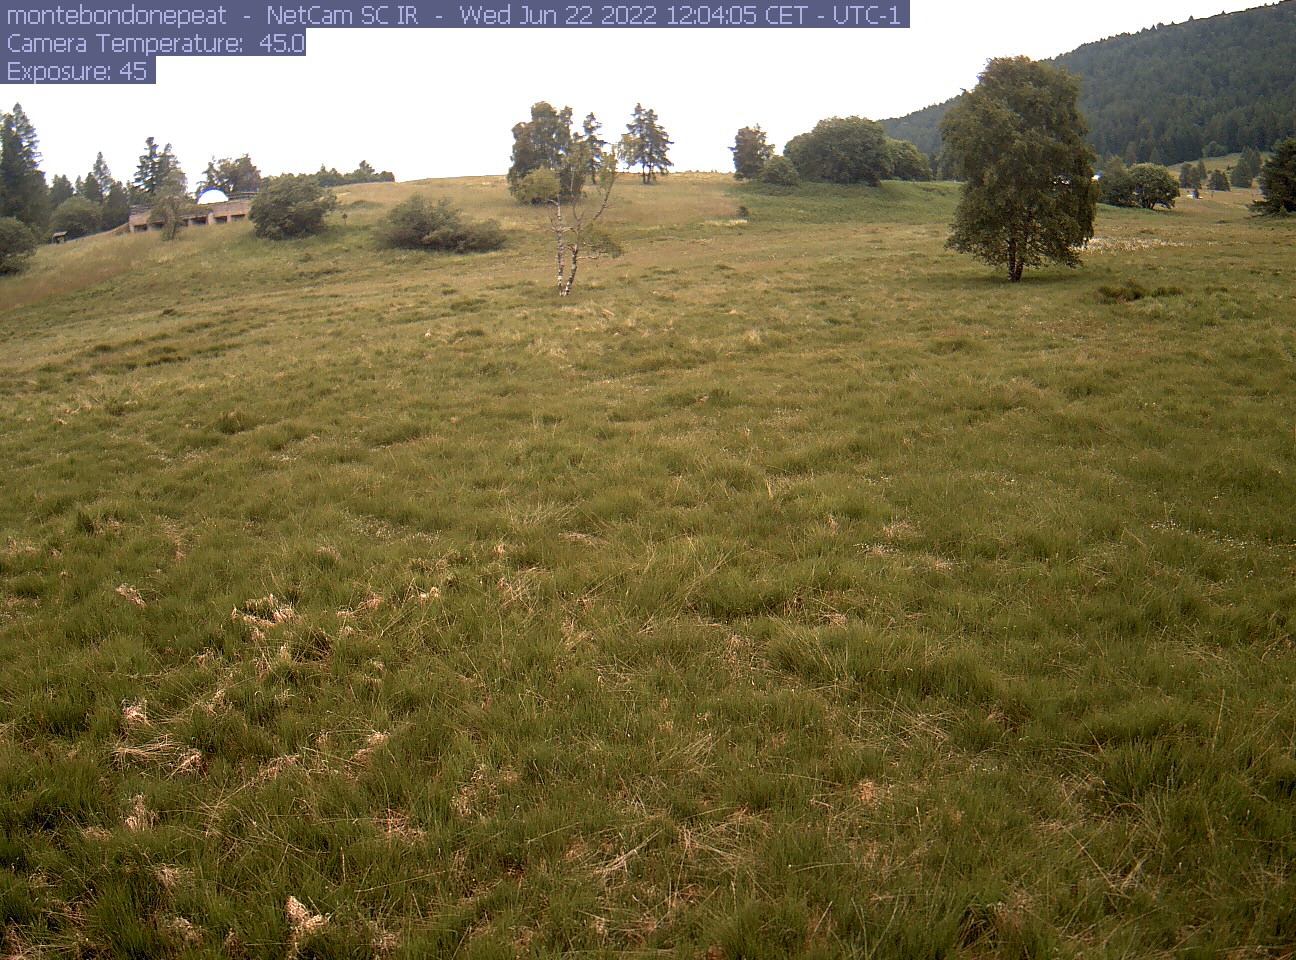 montebondonepeat - NetCam SC IR - Wed Jun 22 2022 12:04:05 CET - UTC-1
Camera Temperature: 45.0
Exposure: 45